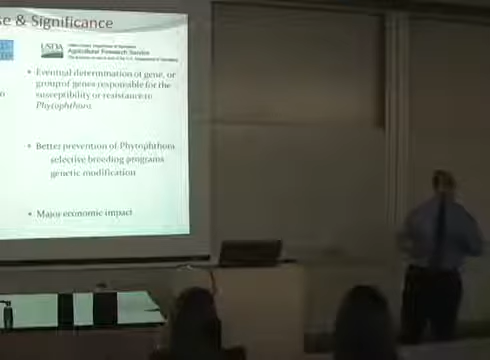 se & Significance
USDA
Agricultural Research Service
• Eventual determination of gene, or
group of genes responsible for the
susceptibility or resistance to
Phytophthora.
• Better prevention of Phytophthora
selective breeding programs
genetic modification
• Major economic impact